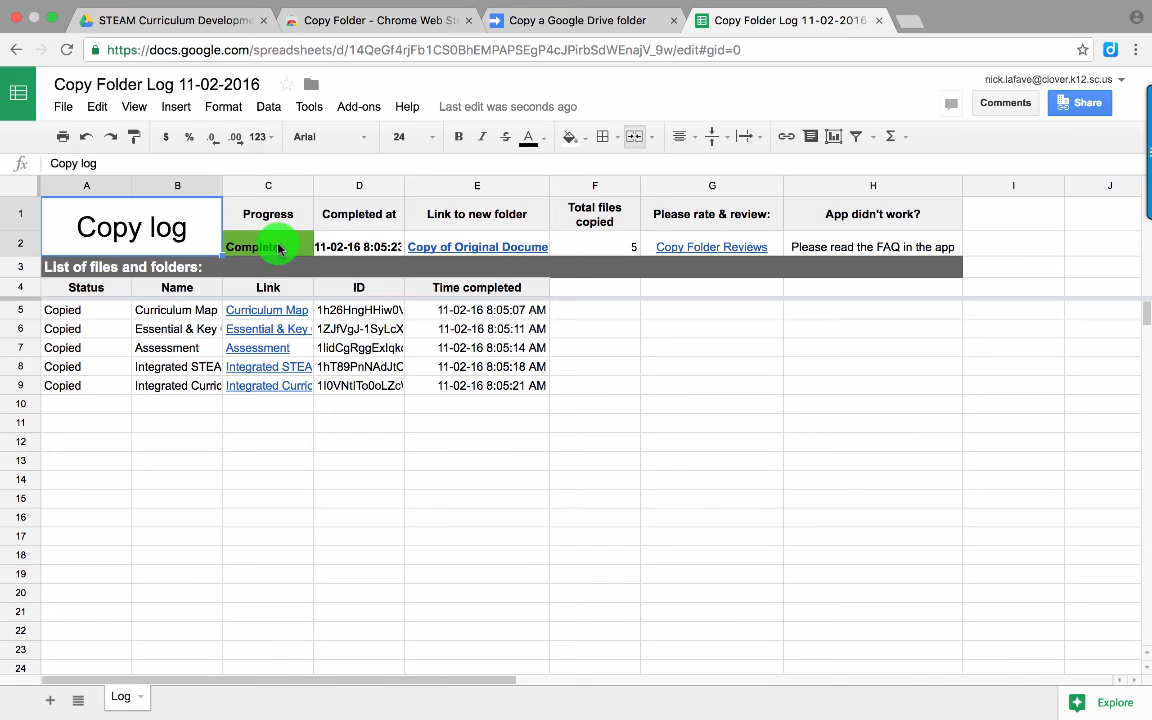 STEAM Curriculum Developme
Copy Folder - Chrome Web St
Copy a Google Drive folder
Copy Folder Log 11-02-2016
https://docs.google.com/spreadsheets/d/14QeGf4rjFb1CS0BhEMPAPSEgP4cJPirbSdWEnajV_9w/edit#gid=0
Copy Folder Log 11-02-2016
nick.lafave@clover.k12.sc.us
File Edit View Insert Format Data Tools Add-ons Help Last edit was seconds ago
Comments Share
$ % .0 .00 123 Arial 24 B I S A Σ
fx Copy log
A B C D E F G H I J
1 Copy log Progress Completed at Link to new folder Total files copied Please rate & review: App didn't work?
2 Complete 11-02-16 8:05:23 Copy of Original Docume 5 Copy Folder Reviews Please read the FAQ in the app
3 List of files and folders:
4 Status Name Link ID Time completed
5 Copied Curriculum Map Curriculum Map 1h26HngHHiw0\ 11-02-16 8:05:07 AM
6 Copied Essential & Key Essential & Key 1ZJfVgJ-1SyLcX 11-02-16 8:05:11 AM
7 Copied Assessment Assessment 11-02-16 8:05:14 AM
8 Copied Integrated STEA Integrated STEA 1hT89PnNAdJtC 11-02-16 8:05:18 AM
9 Copied Integrated Curric Integrated Curric 11-02-16 8:05:21 AM
10
11
12
13
14
15
16
17
18
19
20
21
22
23
24
Log
Explore